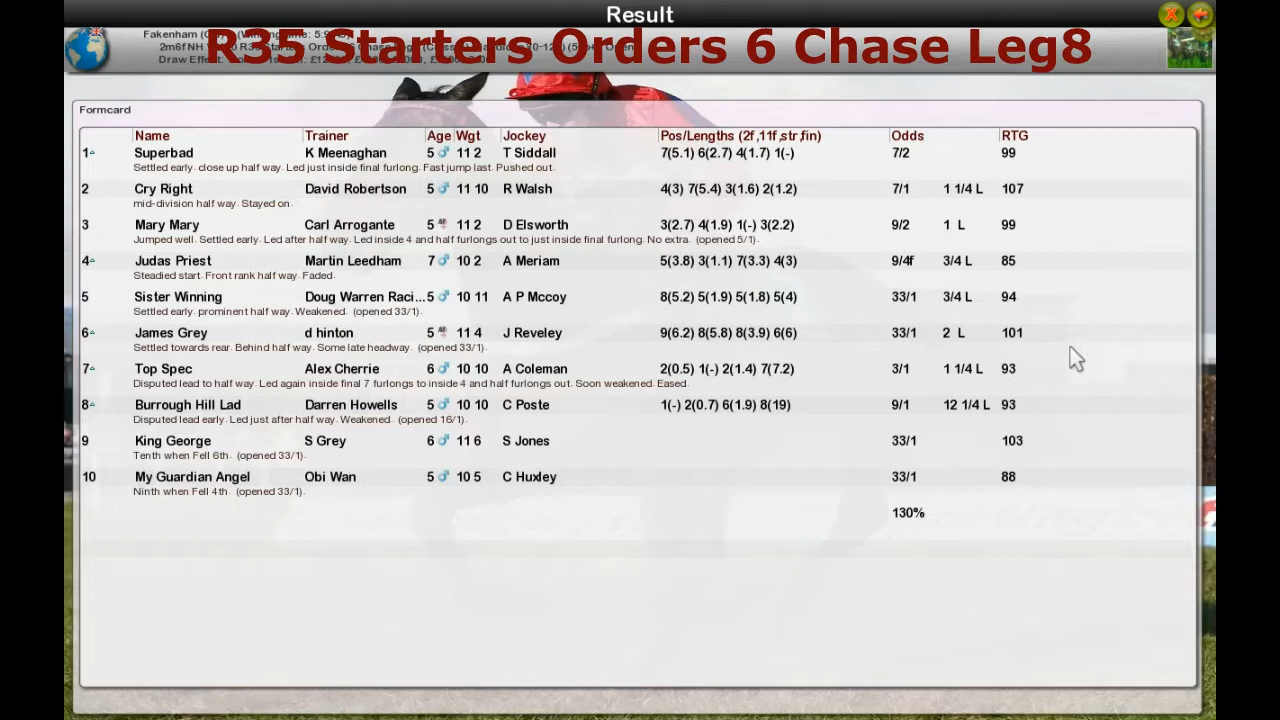 Result
R35 Starters Orders 6 Chase Leg8
Fakenham
2m6f NH
Draw Effect:
Formcard
Name Trainer Age Wgt Jockey Pos/Lengths (2f,11f,str,fin) Odds RTG
1 Superbad K Meenaghan 5 11 2 T Siddall 7(5.1) 6(2.7) 4(1.7) 1(-) 7/2 99
Settled early. close up half way. Led just inside final furlong. Fast jump last. Pushed out.
2 Cry Right David Robertson 5 11 10 R Walsh 4(3) 7(5.4) 3(1.6) 2(1.2) 7/1 1 1/4 L 107
mid-division half way. Stayed on.
3 Mary Mary Carl Arrogante 5 11 2 D Elsworth 3(2.7) 4(1.9) 1(-) 3(2.2) 9/2 1 L 99
Jumped well. Settled early. Led after half way. Led inside 4 and half furlongs out to just inside final furlong. No extra. (opened 5/1).
4 Judas Priest Martin Leedham 7 10 2 A Meriam 5(3.8) 3(1.1) 7(3.3) 4(3) 9/4f 3/4 L 85
Steadied start. Front rank half way. Faded.
5 Sister Winning Doug Warren Raci... 5 10 11 A P Mccoy 8(5.2) 5(1.9) 5(1.8) 5(4) 33/1 3/4 L 94
Settled early. prominent half way. Weakened. (opened 33/1).
6 James Grey d hinton 5 11 4 J Reveley 9(6.2) 8(5.8) 8(3.9) 6(6) 33/1 2 L 101
Settled towards rear. Behind half way. Some late headway. (opened 33/1).
7 Top Spec Alex Cherrie 6 10 10 A Coleman 2(0.5) 1(-) 2(1.4) 7(7.2) 3/1 1 1/4 L 93
Disputed lead to half way. Led again inside final 7 furlongs to inside 4 and half furlongs out. Soon weakened. Eased.
8 Burrough Hill Lad Darren Howells 5 10 10 C Poste 1(-) 2(0.7) 6(1.9) 8(19) 9/1 12 1/4 L 93
Disputed lead early. Led just after half way. Weakened. (opened 16/1).
9 King George S Grey 6 11 6 S Jones 33/1 103
Tenth when Fell 6th. (opened 33/1).
10 My Guardian Angel Obi Wan 5 10 5 C Huxley 33/1 88
Ninth when Fell 4th. (opened 33/1).
130%